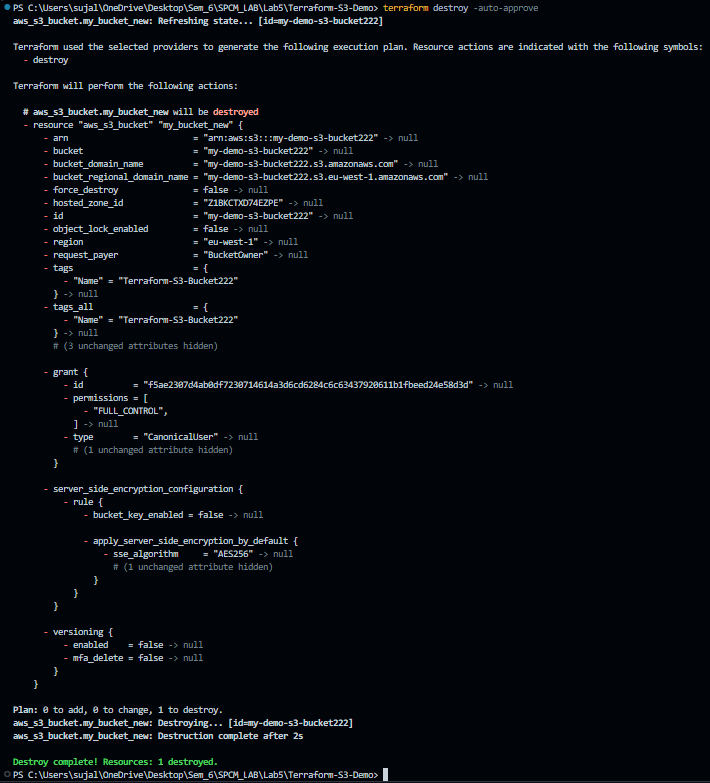 PS C:\Users\sujal\OneDrive\Desktop\Sem_6\SPCM_LAB\Lab5\Terraform-S3-Demo> terraform destroy -auto-approve
aws_s3_bucket.my_bucket_new: Refreshing state... [id=my-demo-s3-bucket222]

Terraform used the selected providers to generate the following execution plan. Resource actions are indicated with the following symbols:
  - destroy

Terraform will perform the following actions:

  # aws_s3_bucket.my_bucket_new will be destroyed
  - resource "aws_s3_bucket" "my_bucket_new" {
      - arn                         = "arn:aws:s3:::my-demo-s3-bucket222" -> null
      - bucket                      = "my-demo-s3-bucket222" -> null
      - bucket_domain_name          = "my-demo-s3-bucket222.s3.amazonaws.com" -> null
      - bucket_regional_domain_name = "my-demo-s3-bucket222.s3.eu-west-1.amazonaws.com" -> null
      - force_destroy               = false -> null
      - hosted_zone_id              = "Z1BKCTXD74EZPE" -> null
      - id                          = "my-demo-s3-bucket222" -> null
      - object_lock_enabled         = false -> null
      - region                      = "eu-west-1" -> null
      - request_payer               = "BucketOwner" -> null
      - tags                        = {
          - "Name" = "Terraform-S3-Bucket222"
        } -> null
      - tags_all                    = {
          - "Name" = "Terraform-S3-Bucket222"
        } -> null
        # (3 unchanged attributes hidden)

      - grant {
          - id          = "f5ae2307d4ab0df7230714614a3d6cd6284c6c63437920611b1fbeed24e58d3d" -> null
          - permissions = [
              - "FULL_CONTROL",
            ] -> null
          - type        = "CanonicalUser" -> null
            # (1 unchanged attribute hidden)
        }

      - server_side_encryption_configuration {
          - rule {
              - bucket_key_enabled = false -> null

              - apply_server_side_encryption_by_default {
                  - sse_algorithm     = "AES256" -> null
                    # (1 unchanged attribute hidden)
                }
            }
        }

      - versioning {
          - enabled    = false -> null
          - mfa_delete = false -> null
        }
    }

Plan: 0 to add, 0 to change, 1 to destroy.
aws_s3_bucket.my_bucket_new: Destroying... [id=my-demo-s3-bucket222]
aws_s3_bucket.my_bucket_new: Destruction complete after 2s

Destroy complete! Resources: 1 destroyed.
PS C:\Users\sujal\OneDrive\Desktop\Sem_6\SPCM_LAB\Lab5\Terraform-S3-Demo>